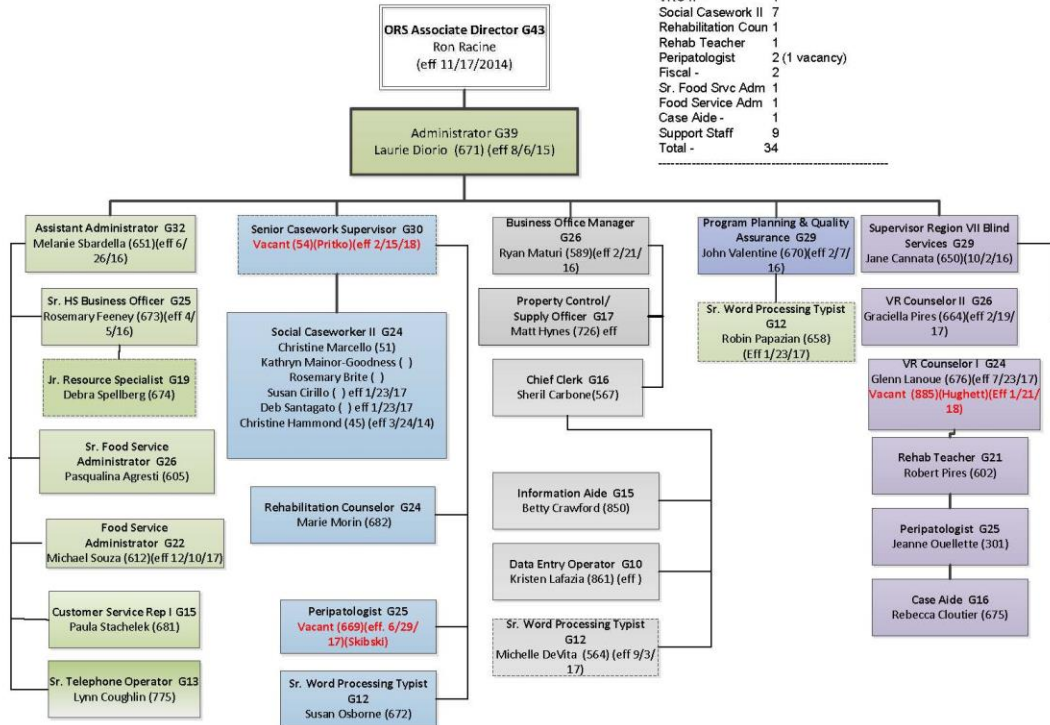 ORS Associate Director G43
Ron Racine
(eff 11/17/2014)
Social Casework II 7
Rehabilitation Coun 1
Rehab Teacher 1
Peripatologist 2 (1 vacancy)
Fiscal - 2
Sr. Food Srvc Adm 1
Food Service Adm 1
Case Aide - 1
Support Staff 9
Total - 34
Administrator G39
Laurie Diorio (671) (eff 8/6/15)
Assistant Administrator G32
Melanie Sbardella (651)(eff 6/
26/16)
Sr. HS Business Officer G25
Rosemary Feeney (673)(eff 4/
5/16)
Jr. Resource Specialist G19
Debra Spellberg (674)
Sr. Food Service
Administrator G26
Pasqualina Agresti (605)
Food Service
Administrator G22
Michael Souza (612)(eff 12/10/17)
Customer Service Rep I G15
Paula Stachelek (681)
Sr. Telephone Operator G13
Lynn Coughlin (775)
Senior Casework Supervisor G30
Vacant (54)(Pritko)(eff 2/15/18)
Social Caseworker II G24
Christine Marcello (51)
Kathryn Mainor-Goodness ( )
Rosemary Brite ( )
Susan Cirillo ( ) eff 1/23/17
Deb Santagato ( ) eff 1/23/17
Christine Hammond (45) (eff 3/24/14)
Rehabilitation Counselor G24
Marie Morin (682)
Peripatologist G25
Vacant (669)(eff. 6/29/
17)(Skibski)
Sr. Word Processing Typist
G12
Susan Osborne (672)
Business Office Manager
G26
Ryan Maturi (589)(eff 2/21/
16)
Property Control/
Supply Officer G17
Matt Hynes (726) eff
Chief Clerk G16
Sheril Carbone(567)
Information Aide G15
Betty Crawford (850)
Data Entry Operator G10
Kristen Lafazia (861) (eff )
Sr. Word Processing Typist
G12
Michelle DeVita (564) (eff 9/3/
17)
Program Planning & Quality
Assurance G29
John Valentine (670)(eff 2/7/
16)
Sr. Word Processing Typist
G12
Robin Papazian (658)
(Eff 1/23/17)
Supervisor Region VII Blind
Services G29
Jane Cannata (650)(10/2/16)
VR Counselor II G26
Graciella Pires (664)(eff 2/19/
17)
VR Counselor I G24
Glenn Lanoue (676)(eff 7/23/17)
Vacant (885)(Hughett)(Eff 1/21/
18)
Rehab Teacher G21
Robert Pires (602)
Peripatologist G25
Jeanne Ouellette (301)
Case Aide G16
Rebecca Cloutier (675)